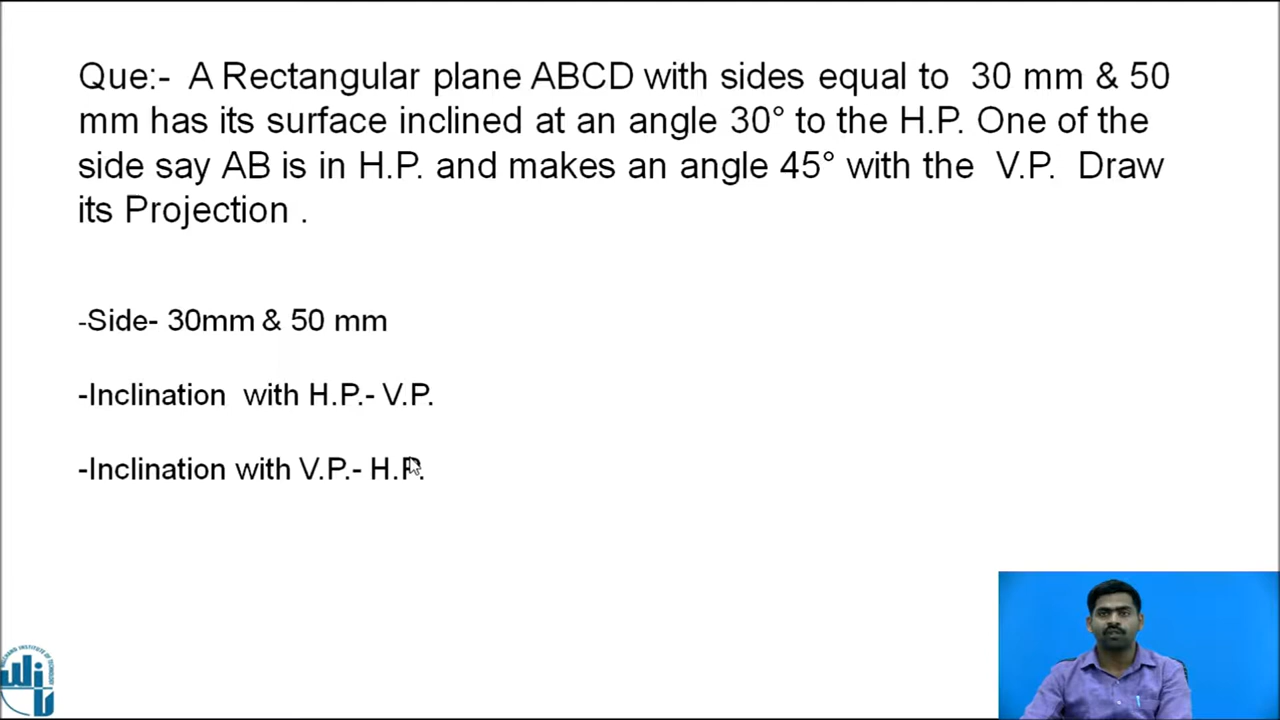 Que:- A Rectangular plane ABCD with sides equal to 30 mm & 50
mm has its surface inclined at an angle 30° to the H.P. One of the
side say AB is in H.P. and makes an angle 45° with the V.P. Draw
its Projection .
-Side- 30mm & 50 mm
-Inclination with H.P.- V.P.
-Inclination with V.P.- H.P.